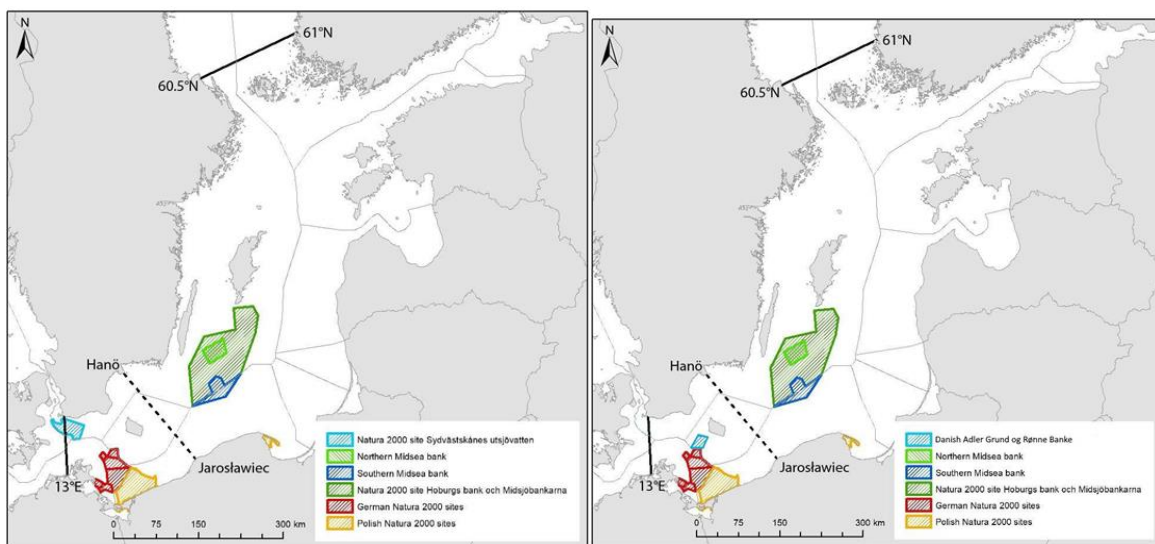 N
61°N
60.5°N
Hanö
Jarosławiec
13°E
Natura 2000 site Sydvästskånes utsjövatten
Northern Midsea bank
Southern Midsea bank
Natura 2000 site Hoburgs bank och Midsjöbankarna
German Natura 2000 sites
Polish Natura 2000 sites
0 75 150 300 km
N
61°N
60.5°N
Hanö
Jarosławiec
13°E
Danish Adler Grund og Rønne Banke
Northern Midsea bank
Southern Midsea bank
Natura 2000 site Hoburgs bank och Midsjöbankarna
German Natura 2000 sites
Polish Natura 2000 sites
0 75 150 300 km